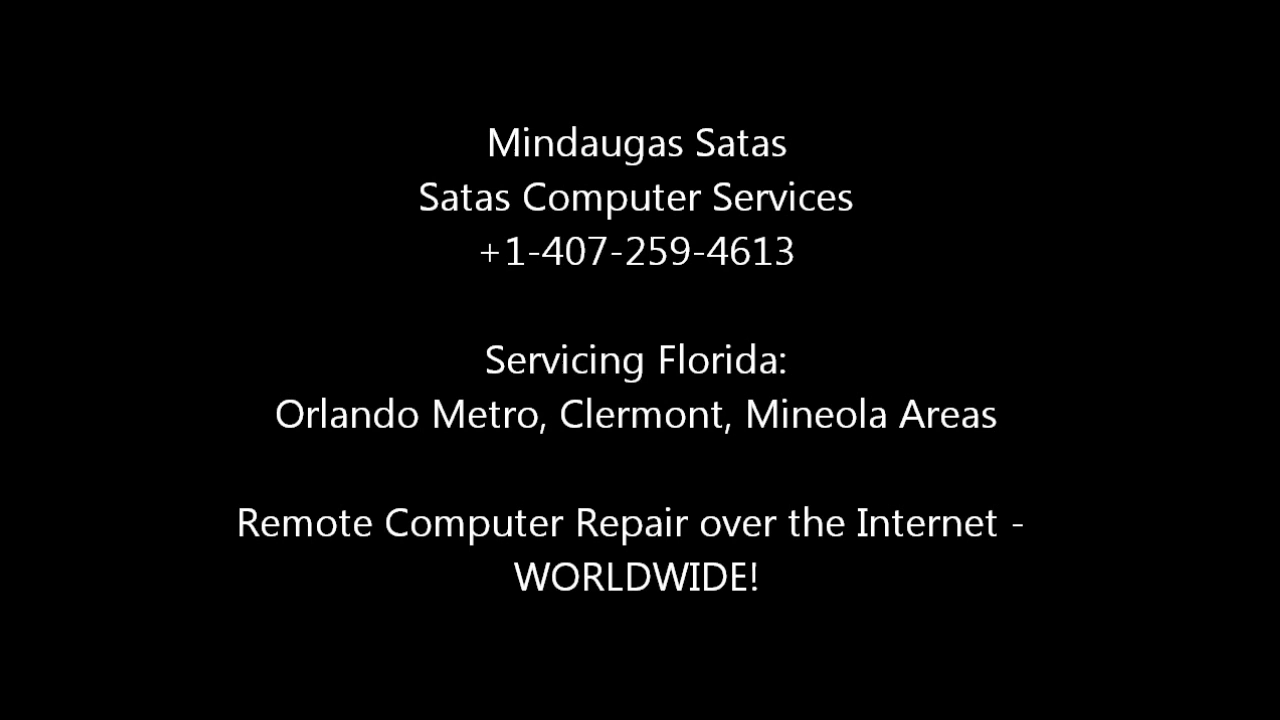 Mindaugas Satas
Satas Computer Services
+1-407-259-4613
Servicing Florida:
Orlando Metro, Clermont, Mineola Areas
Remote Computer Repair over the Internet -
WORLDWIDE!